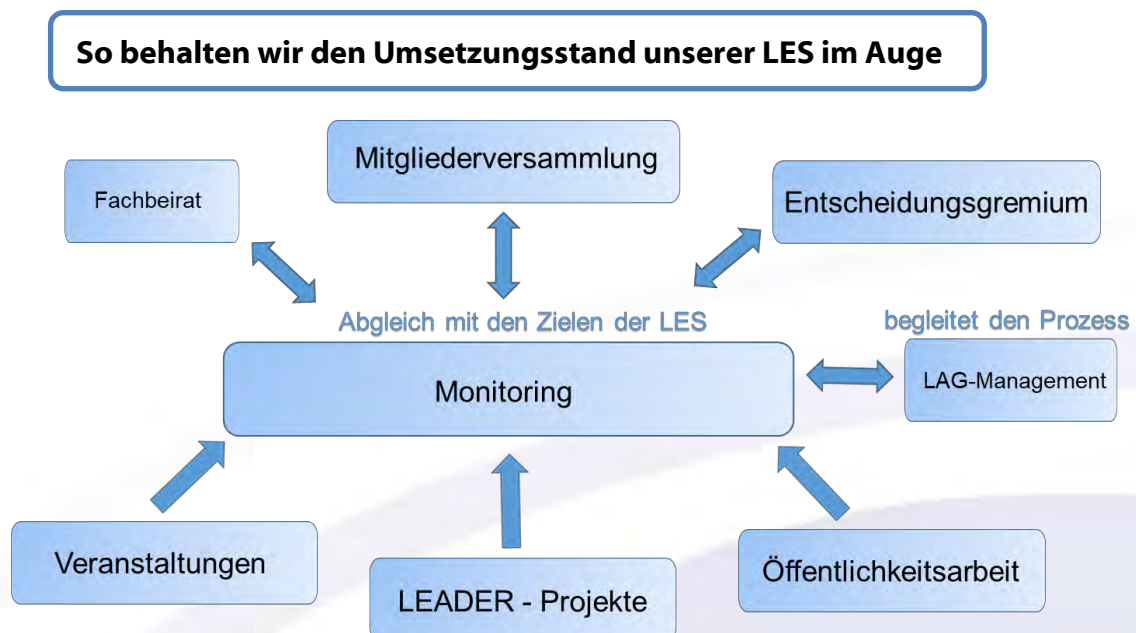 So behalten wir den Umsetzungsstand unserer LES im Auge
Mitgliederversammlung
Fachbeirat
Entscheidungsgremium
Abgleich mit den Zielen der LES
begleitet den Prozess
Monitoring
LAG-Management
Veranstaltungen
LEADER - Projekte
Öffentlichkeitsarbeit